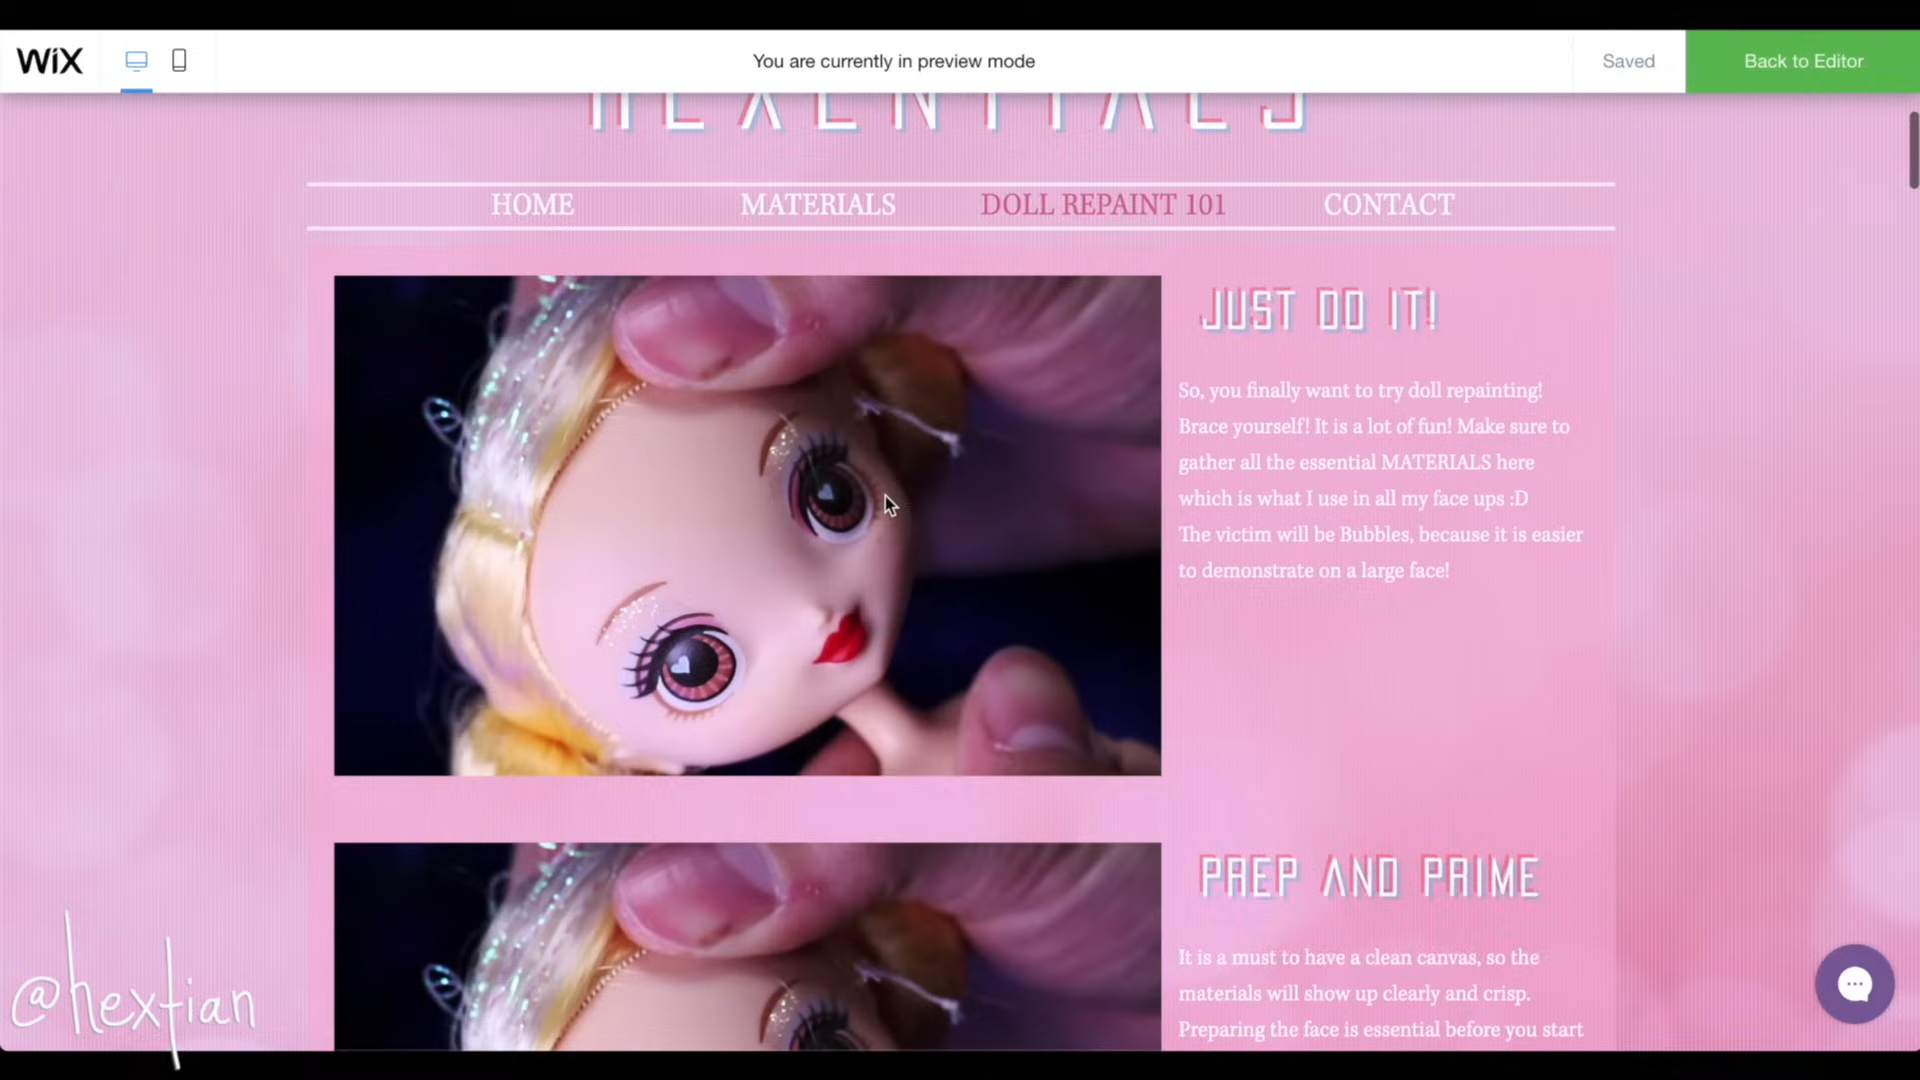 WiX
You are currently in preview mode
Saved
Back to Editor
HEXENTIALS
HOME
MATERIALS
DOLL REPAINT 101
CONTACT
JUST DO IT!
So, you finally want to try doll repainting!
Brace yourself! It is a lot of fun! Make sure to
gather all the essential MATERIALS here
which is what I use in all my face ups :D
The victim will be Bubbles, because it is easier
to demonstrate on a large face!
PREP AND PRIME
It is a must to have a clean canvas, so the
materials will show up clearly and crisp.
Preparing the face is essential before you start
@hextian